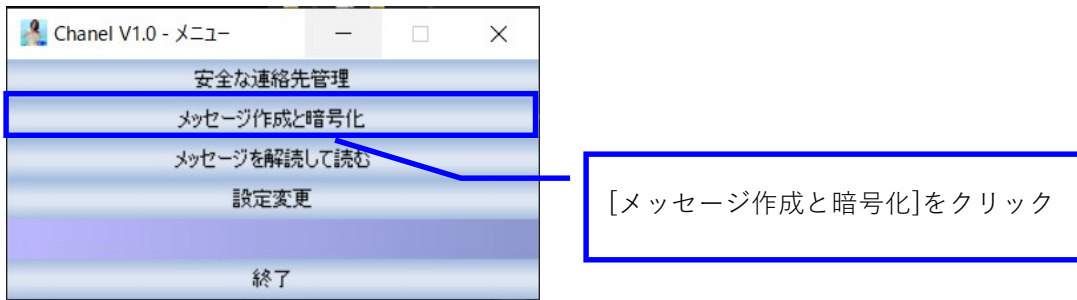 Chanel V1.0 - メニュー
安全な連絡先管理
メッセージ作成と暗号化
メッセージを解読して読む
設定変更
[メッセージ作成と暗号化]をクリック
終了